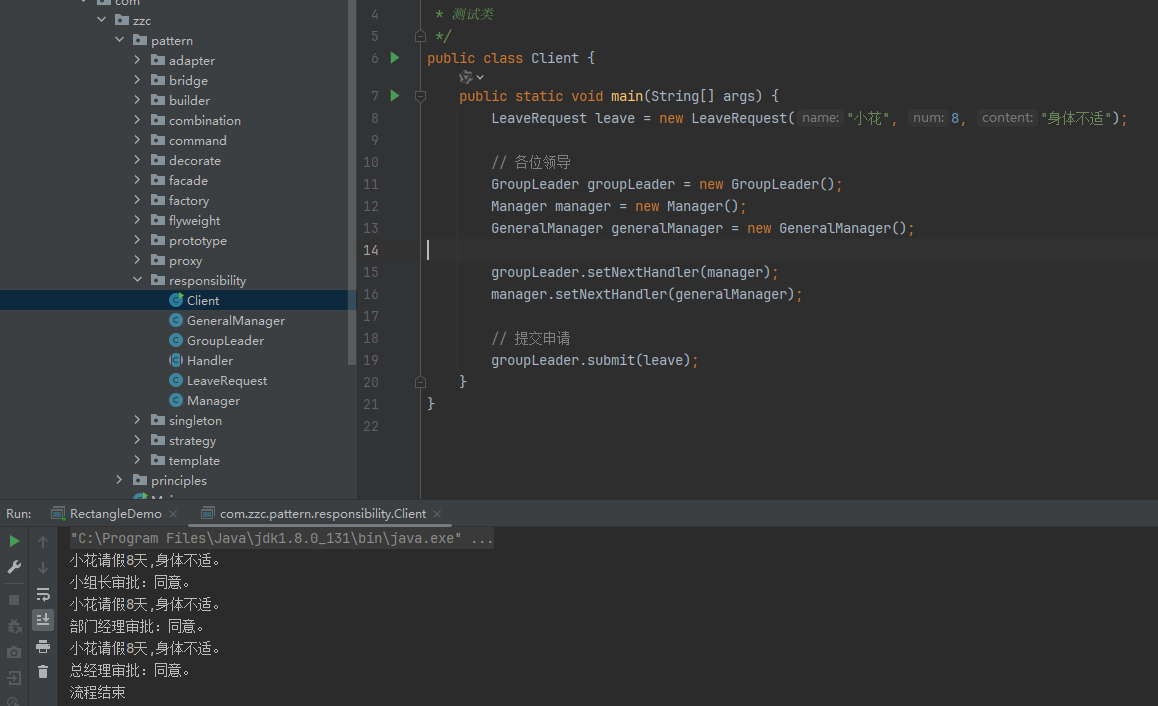 com
zzc
pattern
adapter
bridge
builder
combination
command
decorate
facade
factory
flyweight
prototype
proxy
responsibility
Client
GeneralManager
GroupLeader
Handler
LeaveRequest
Manager
singleton
strategy
template
principles
4 * 测试类
5 */
6 public class Client {
7 public static void main(String[] args) {
8 LeaveRequest leave = new LeaveRequest( name: "小花", num: 8, content: "身体不适");
9
10 // 各位领导
11 GroupLeader groupLeader = new GroupLeader();
12 Manager manager = new Manager();
13 GeneralManager generalManager = new GeneralManager();
14
15 groupLeader.setNextHandler(manager);
16 manager.setNextHandler(generalManager);
17
18 // 提交申请
19 groupLeader.submit(leave);
20 }
21 }
22
Run: RectangleDemo × com.zzc.pattern.responsibility.Client ×
"C:\Program Files\Java\jdk1.8.0_131\bin\java.exe" ...
小花请假8天,身体不适。
小组长审批：同意。
小花请假8天,身体不适。
部门经理审批：同意。
小花请假8天,身体不适。
总经理审批：同意。
流程结束